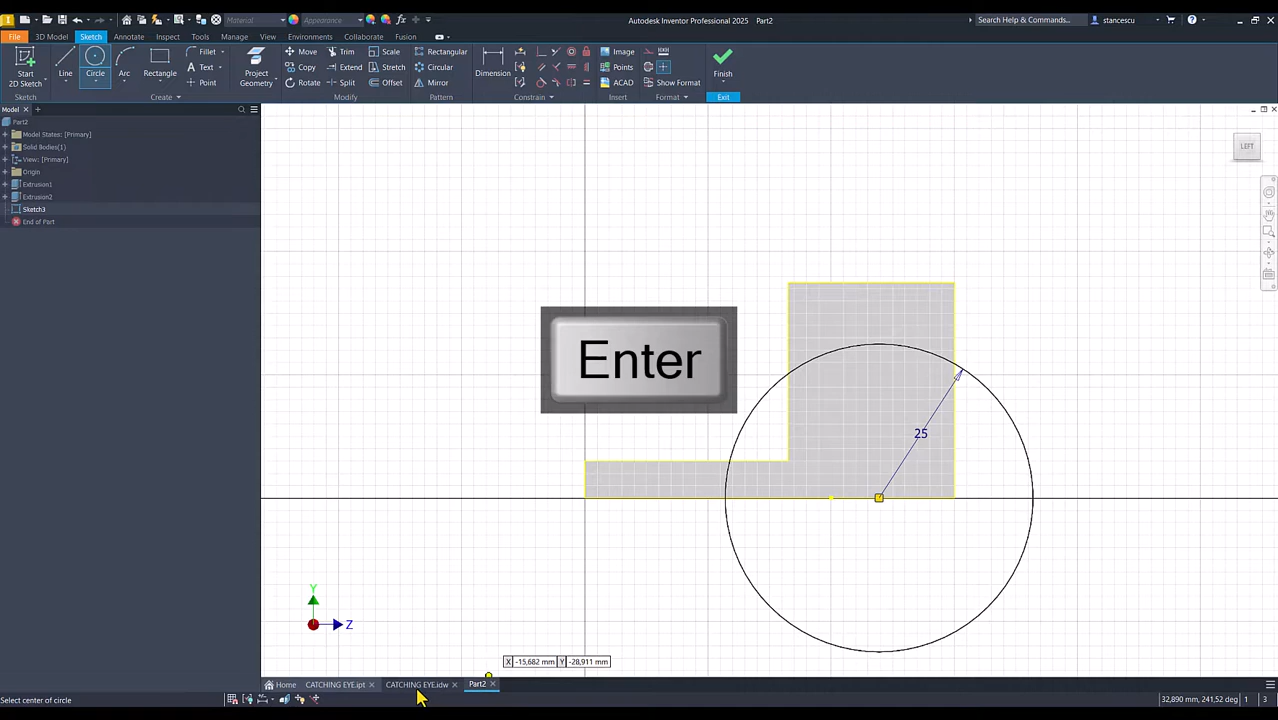 Material
Appearance
Autodesk Inventor Professional 2025 Part2
Search Help & Commands...
stancescu
File 3D Model Sketch Annotate Inspect Tools Manage View Environments Collaborate Fusion
Start
2D Sketch
Line
Circle
Arc
Rectangle
Fillet
Text
Point
Project
Geometry
Move
Copy
Rotate
Trim
Extend
Split
Scale
Stretch
Offset
Rectangular
Circular
Mirror
Dimension
Image
Points
ACAD
Show Format
Finish
Sketch Create Modify Pattern Constrain Insert Format Exit
Model
Part2
Model States: [Primary]
Solid Bodies(1)
View: [Primary]
Origin
Extrusion1
Extrusion2
Sketch3
End of Part
LEFT
Enter
25
Y
Z
X -15,682 mm Y -28,911 mm
Home CATCHING EYE.ipt CATCHING EYE.idw Part2
Select center of circle
32,890 mm, 241,52 deg 1 3